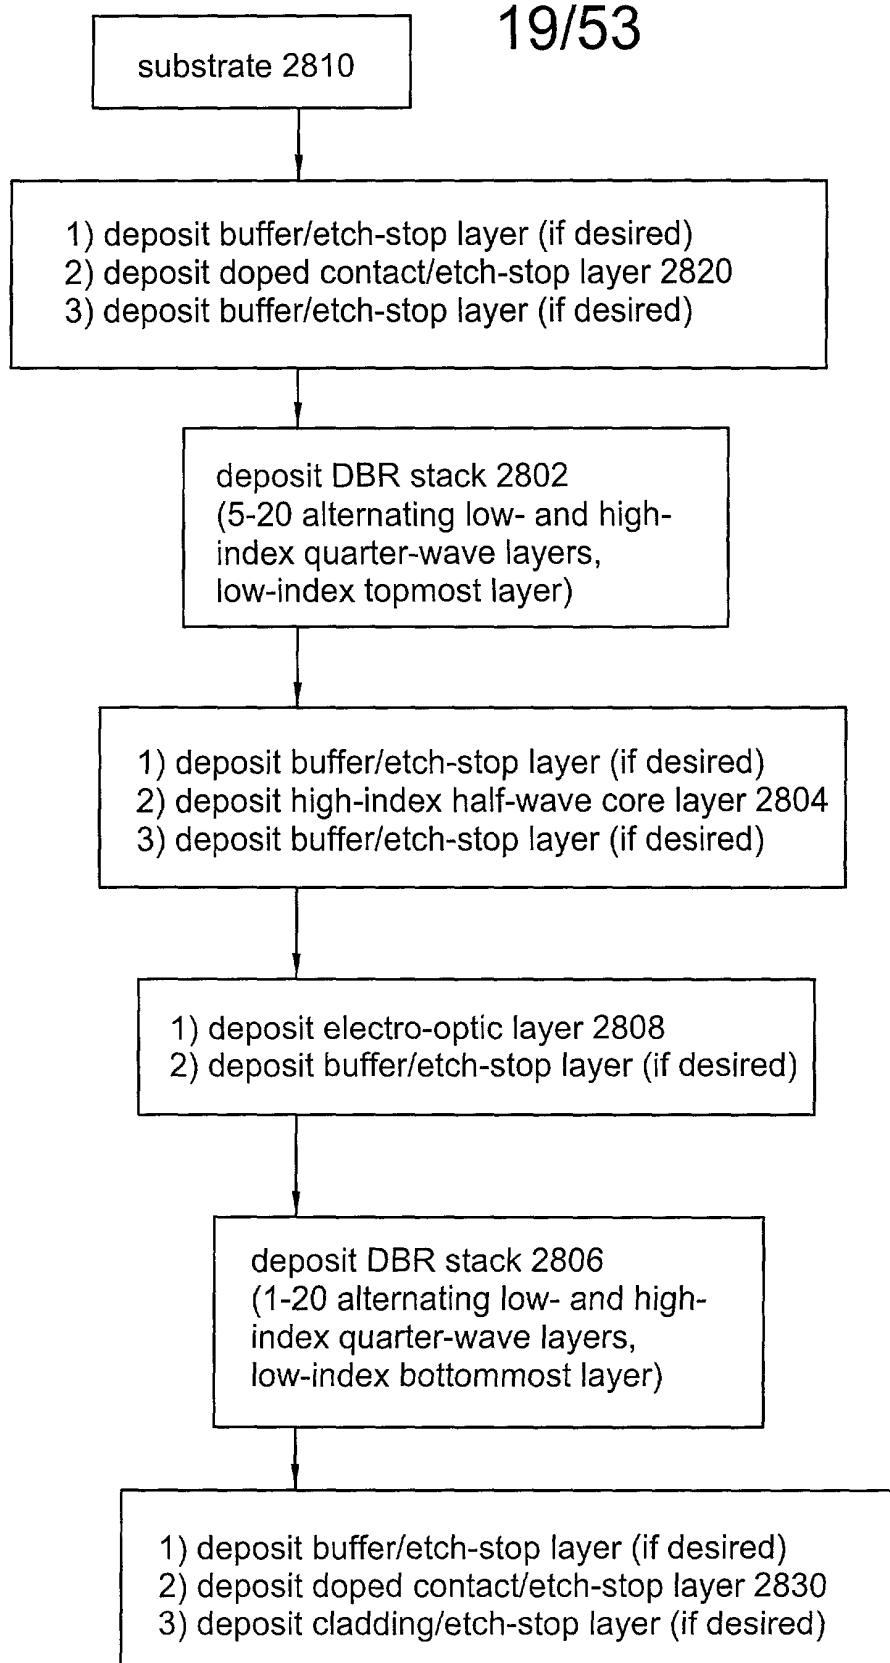 19/53
substrate 2810
1) deposit buffer/etch-stop layer (if desired)
2) deposit doped contact/etch-stop layer 2820
3) deposit buffer/etch-stop layer (if desired)
deposit DBR stack 2802
(5-20 alternating low- and high-
index quarter-wave layers,
low-index topmost layer)
1) deposit buffer/etch-stop layer (if desired)
2) deposit high-index half-wave core layer 2804
3) deposit buffer/etch-stop layer (if desired)
1) deposit electro-optic layer 2808
2) deposit buffer/etch-stop layer (if desired)
deposit DBR stack 2806
(1-20 alternating low- and high-
index quarter-wave layers,
low-index bottommost layer)
1) deposit buffer/etch-stop layer (if desired)
2) deposit doped contact/etch-stop layer 2830
3) deposit cladding/etch-stop layer (if desired)